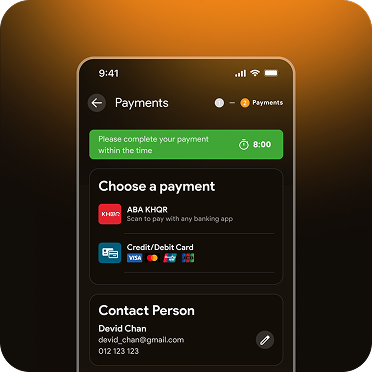 9:41
Payments
2 Payments
Please complete your payment
within the time
8:00
Choose a payment
KHQR
ABA KHQR
Scan to pay with any banking app
Credit/Debit Card
VISA
JCB
Contact Person
Devid Chan
devid_chan@gmail.com
012 123 123